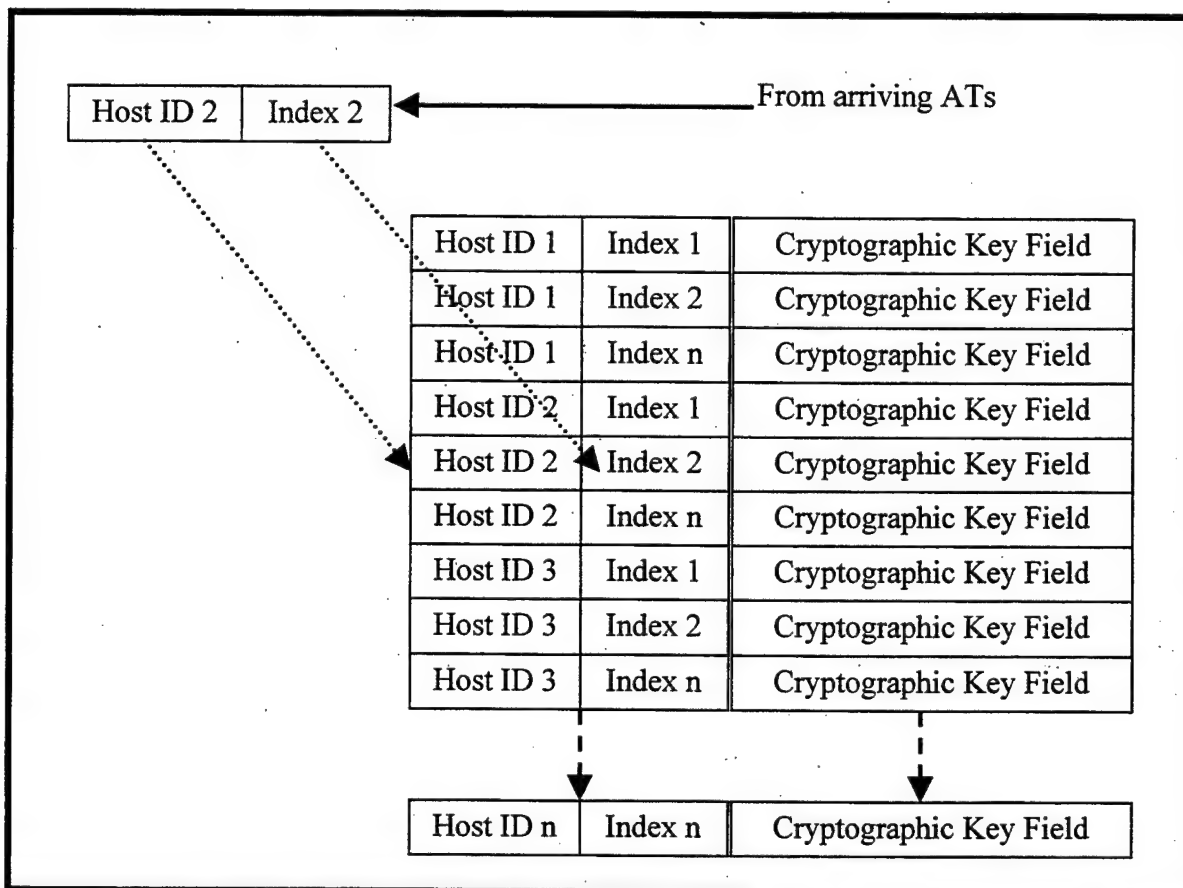 Host ID 2 Index 2 From arriving ATs
Host ID 1 Index 1 Cryptographic Key Field
Host ID 1 Index 2 Cryptographic Key Field
Host ID 1 Index n Cryptographic Key Field
Host ID 2 Index 1 Cryptographic Key Field
Host ID 2 Index 2 Cryptographic Key Field
Host ID 2 Index n Cryptographic Key Field
Host ID 3 Index 1 Cryptographic Key Field
Host ID 3 Index 2 Cryptographic Key Field
Host ID 3 Index n Cryptographic Key Field
Host ID n Index n Cryptographic Key Field